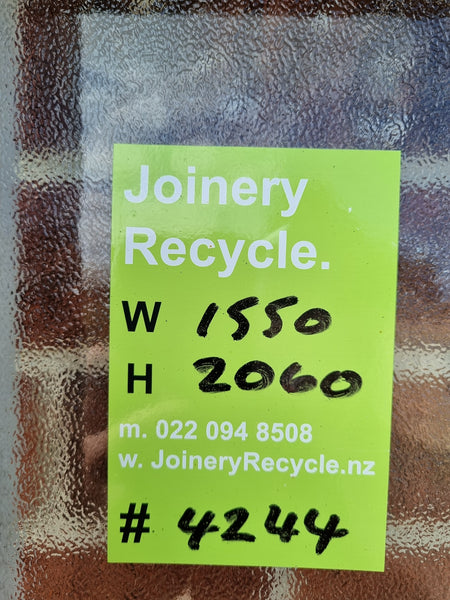 Joinery
Recycle.
W 1550
H 2060
m. 022 094 8508
w. JoineryRecycle.nz
# 4244